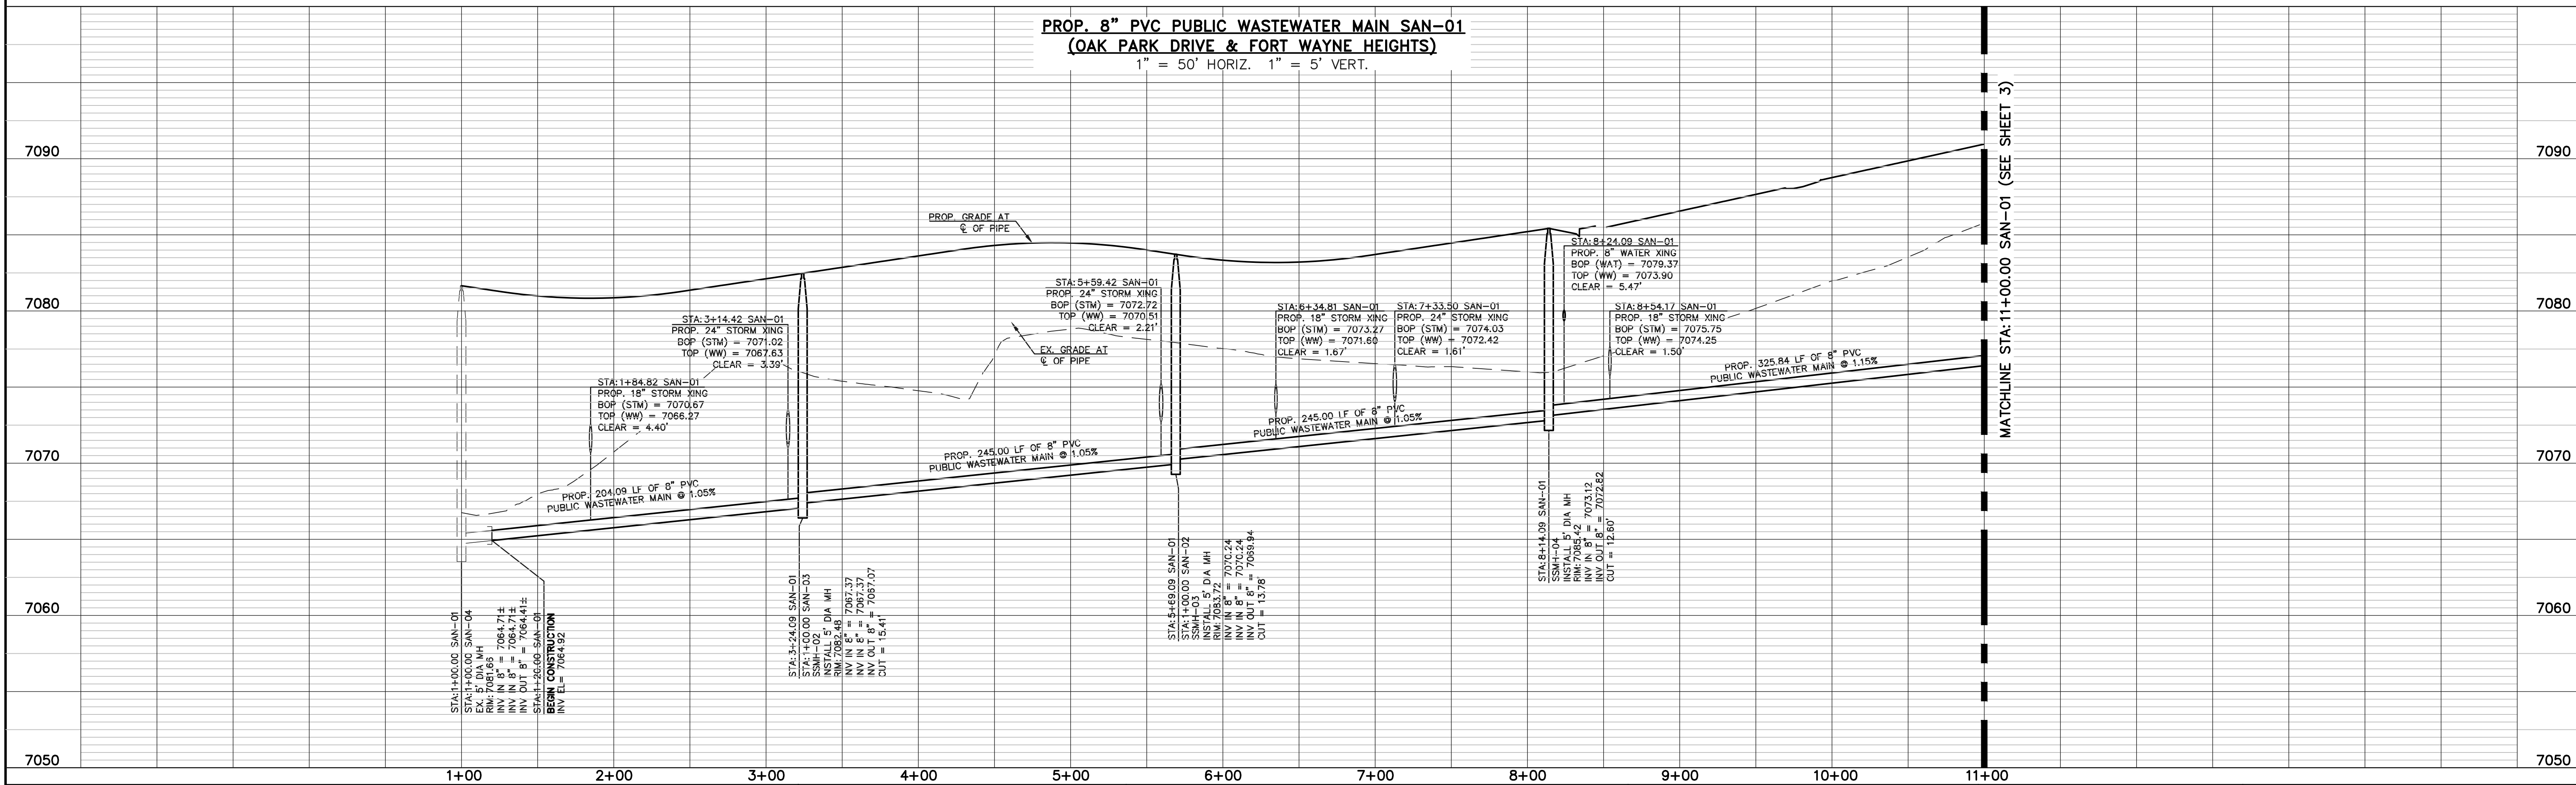 PROP. 8" PVC PUBLIC WASTEWATER MAIN SAN-01
(OAK PARK DRIVE & FORT WAYNE HEIGHTS)
1" = 50' HORIZ. 1" = 5' VERT.
7090
7080
7070
7060
7050
7090
7080
7070
7060
7050
1+00
2+00
3+00
4+00
5+00
6+00
7+00
8+00
9+00
10+00
11+00
PROP. GRADE AT
℄ OF PIPE
EX. GRADE AT
℄ OF PIPE
STA:1+84.82 SAN-01
PROP. 18" STORM XING
BOP (STM) = 7070.67
TOP (WW) = 7066.27
CLEAR = 4.40'
STA:3+14.42 SAN-01
PROP. 24" STORM XING
BOP (STM) = 7071.02
TOP (WW) = 7067.63
CLEAR = 3.39'
STA:5+59.42 SAN-01
PROP. 24" STORM XING
BOP (STM) = 7072.72
TOP (WW) = 7070.51
CLEAR = 2.21'
STA:6+34.81 SAN-01
PROP. 18" STORM XING
BOP (STM) = 7073.27
TOP (WW) = 7071.60
CLEAR = 1.67'
STA:7+33.50 SAN-01
PROP. 24" STORM XING
BOP (STM) = 7074.03
TOP (WW) = 7072.42
CLEAR = 1.61'
STA:8+24.09 SAN-01
PROP. 8" WATER XING
BOP (WAT) = 7079.37
TOP (WW) = 7073.90
CLEAR = 5.47'
STA:8+54.17 SAN-01
PROP. 18" STORM XING
BOP (STM) = 7075.75
TOP (WW) = 7074.25
CLEAR = 1.50'
PROP. 204.09 LF OF 8" PVC
PUBLIC WASTEWATER MAIN @ 1.05%
PROP. 245.00 LF OF 8" PVC
PUBLIC WASTEWATER MAIN @ 1.05%
PROP. 245.00 LF OF 8" PVC
PUBLIC WASTEWATER MAIN @ 1.05%
PROP. 325.84 LF OF 8" PVC
PUBLIC WASTEWATER MAIN @ 1.15%
STA:1+00.00 SAN-01
STA:1+00.00 SAN-04
EX. 5' DIA MH
RIM:7081.66
INV IN 8" = 7064.71±
INV IN 8" = 7064.71±
INV OUT 8" = 7064.41±
STA:1+20.00 SAN-01
BEGIN CONSTRUCTION
INV EL= 7064.92
STA:3+24.09 SAN-01
STA:1+00.00 SAN-03
SSMH-02
INSTALL 5' DIA MH
RIM:7082.48
INV IN 8" = 7067.37
INV IN 8" = 7067.37
INV OUT 8" = 7067.07
CUT = 15.41'
STA:5+69.09 SAN-01
STA:1+00.00 SAN-02
SSMH-03
INSTALL 5' DIA MH
RIM:7083.72
INV IN 8" = 7070.24
INV IN 8" = 7070.24
INV OUT 8" = 7069.94
CUT = 13.78'
STA:8+14.09 SAN-01
SSMH-04
INSTALL 5' DIA MH
RIM:7085.42
INV IN 8" = 7073.12
INV OUT 8" = 7072.82
CUT = 12.60'
MATCHLINE STA:11+00.00 SAN-01 (SEE SHEET 3)